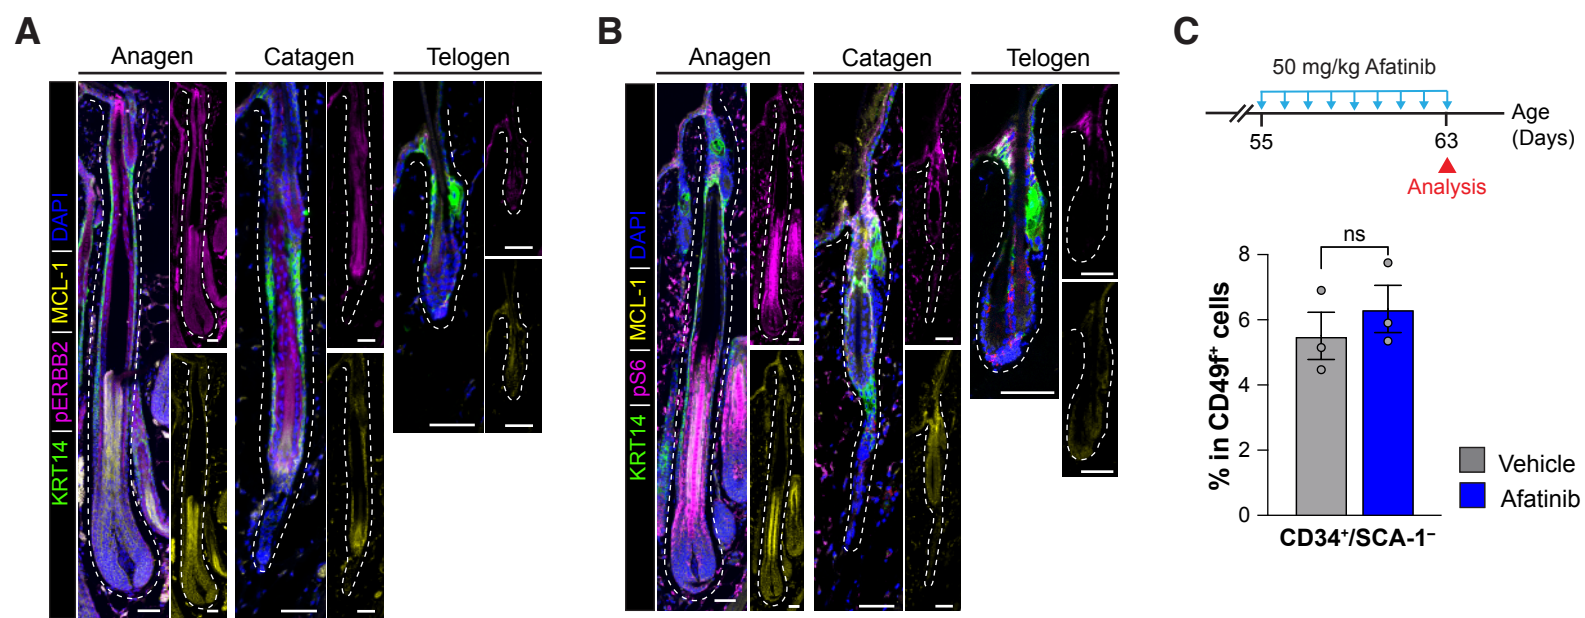 A
Anagen
Catagen
Telogen
KRT14 | pERBB2 | MCL-1 | DAPI
B
Anagen
Catagen
Telogen
KRT14 | pS6 | MCL-1 | DAPI
C
50 mg/kg Afatinib
Age
(Days)
55
63
Analysis
ns
8
6
4
2
0
% in CD49f⁺ cells
CD34⁺/SCA-1⁻
Vehicle
Afatinib